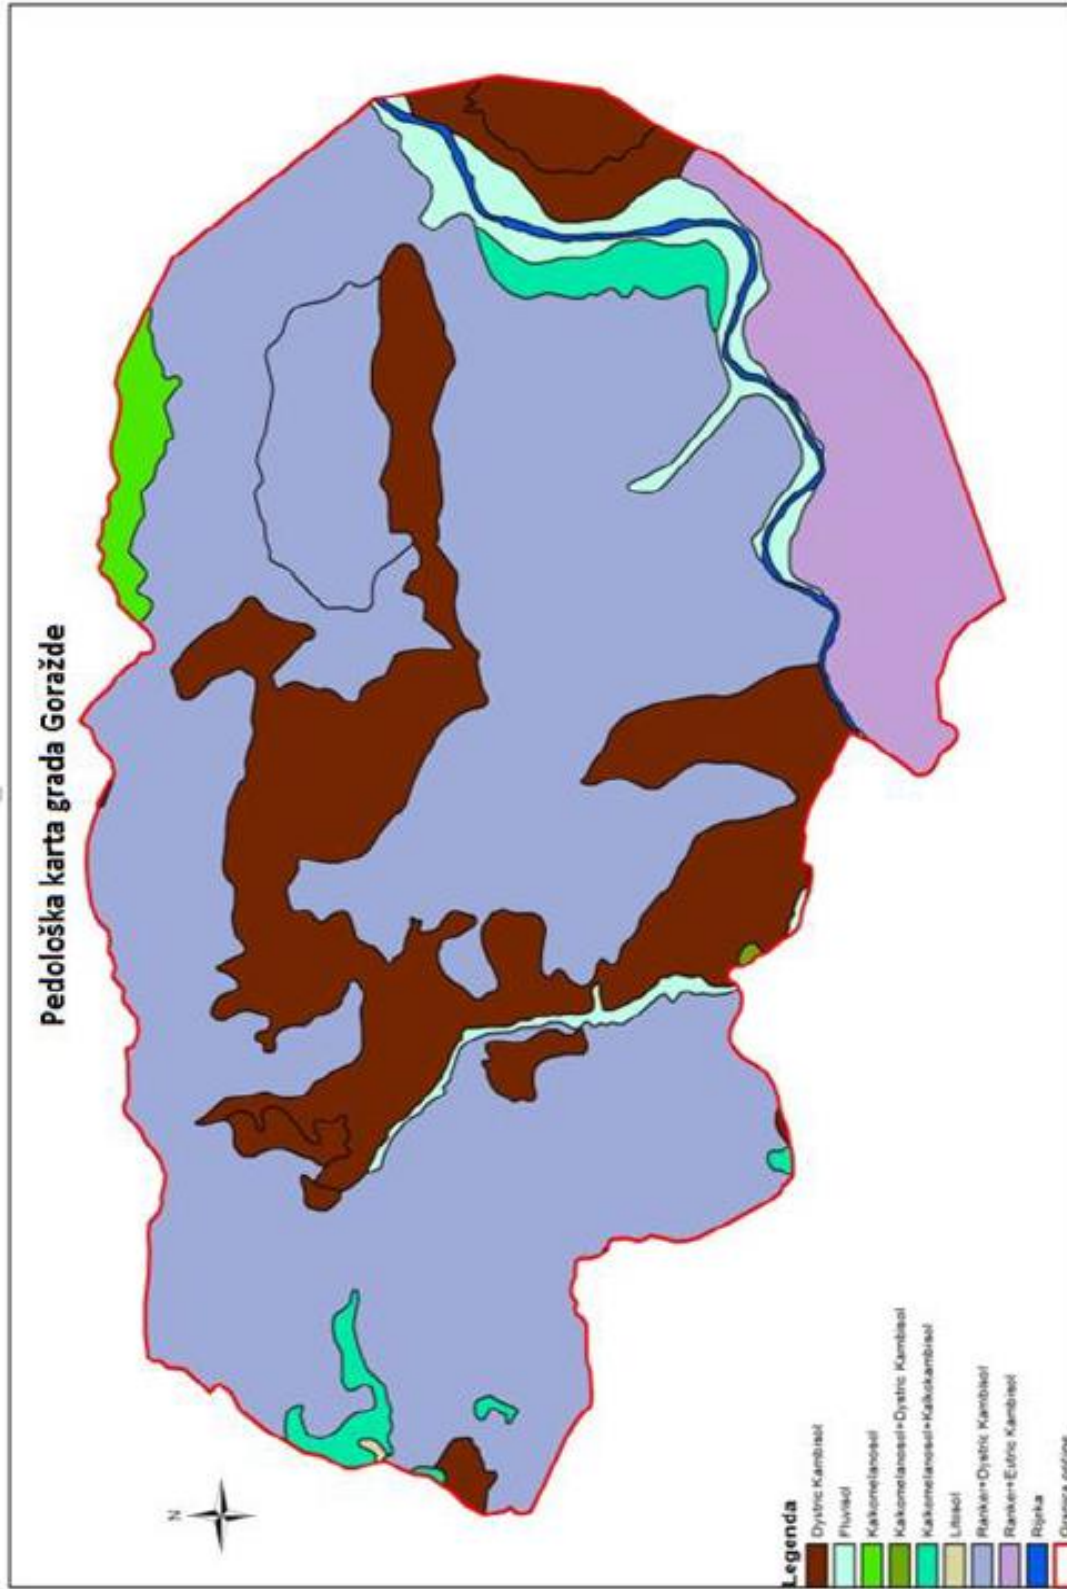 Pedološka karta grada Goražde
N
Legenda
Dystric Kambisol
Fluvisol
Kalkomelanosol
Kalkomelanosol+Dystric Kambisol
Kalkomelanosol+Kalkokambisol
Litosol
Ranker+Dystric Kambisol
Ranker+Eutric Kambisol
Rijeka